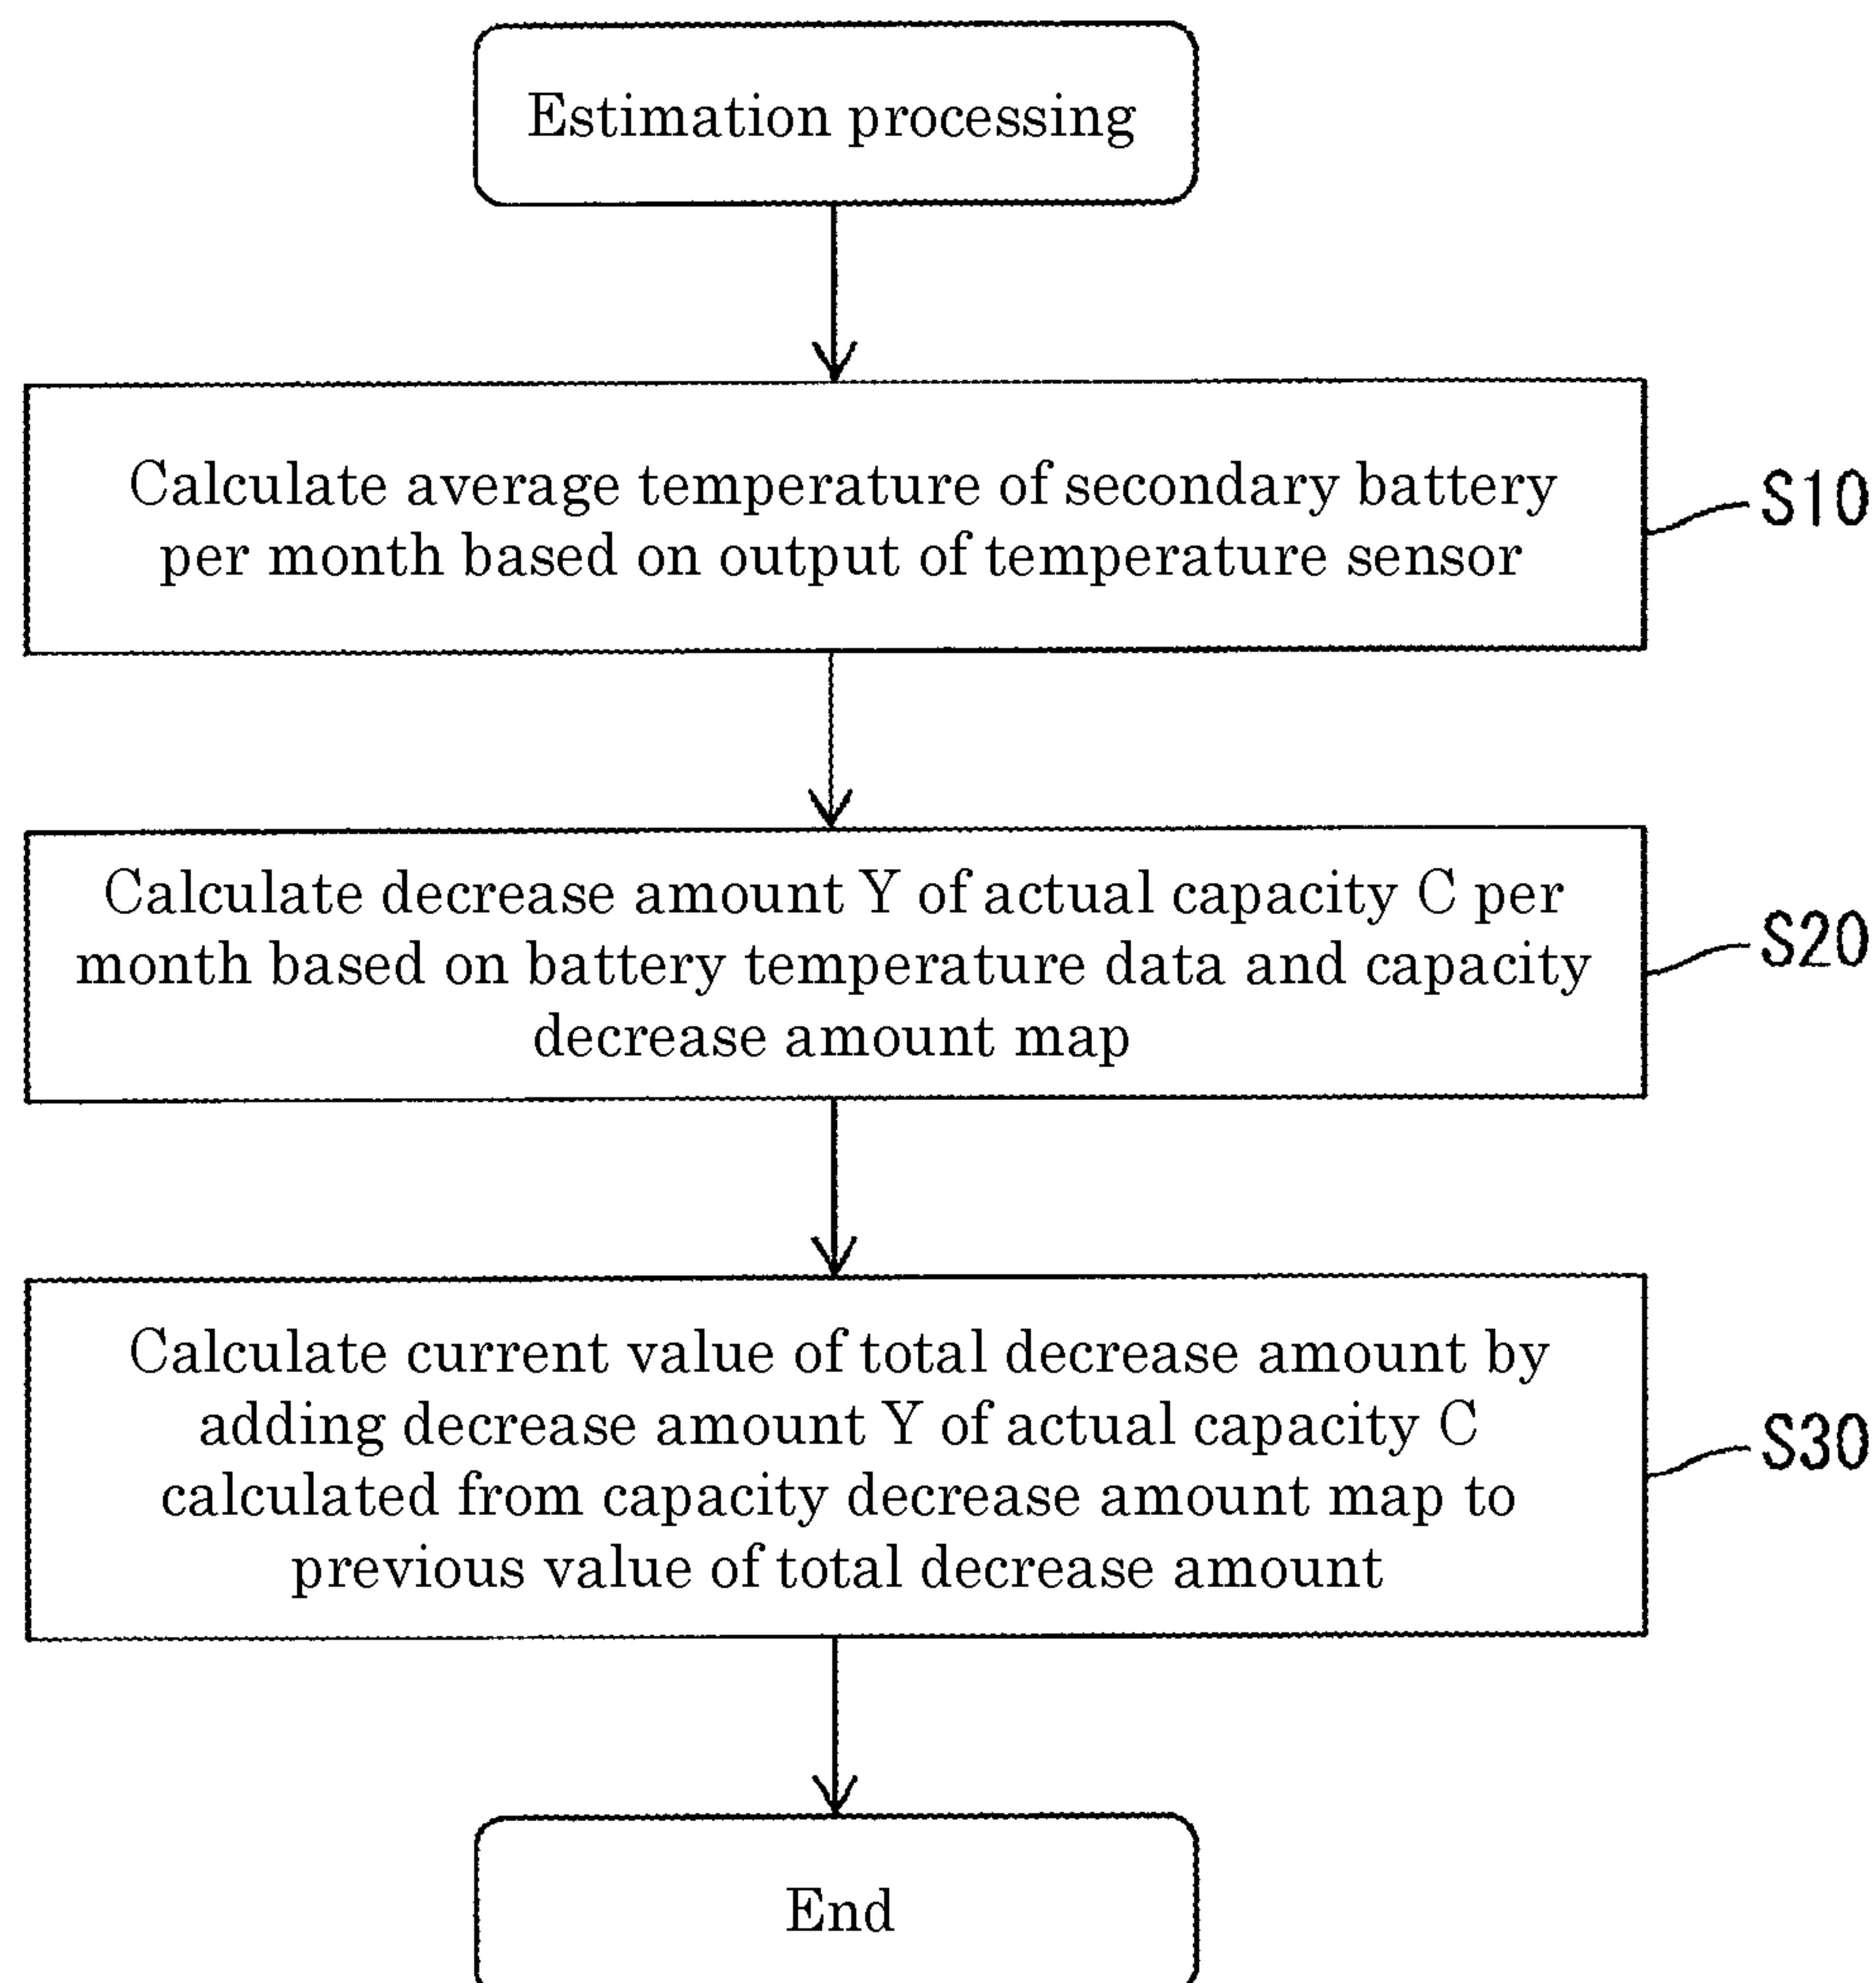 Estimation processing
Calculate average temperature of secondary battery
per month based on output of temperature sensor
S10
Calculate decrease amount Y of actual capacity C per
month based on battery temperature data and capacity
decrease amount map
S20
Calculate current value of total decrease amount by
adding decrease amount Y of actual capacity C
calculated from capacity decrease amount map to
previous value of total decrease amount
S30
End